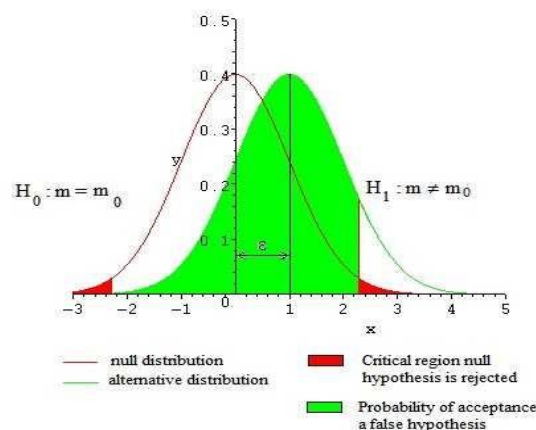 0.5
0.4
0.3
y
H₀ : m = m₀
0.2
H₁ : m ≠ m₀
0.1
ε
−3 −2 −1 0 1 2 3 4 5
x
null distribution
alternative distribution
Critical region null
hypothesis is rejected
Probability of acceptance
a false hypothesis